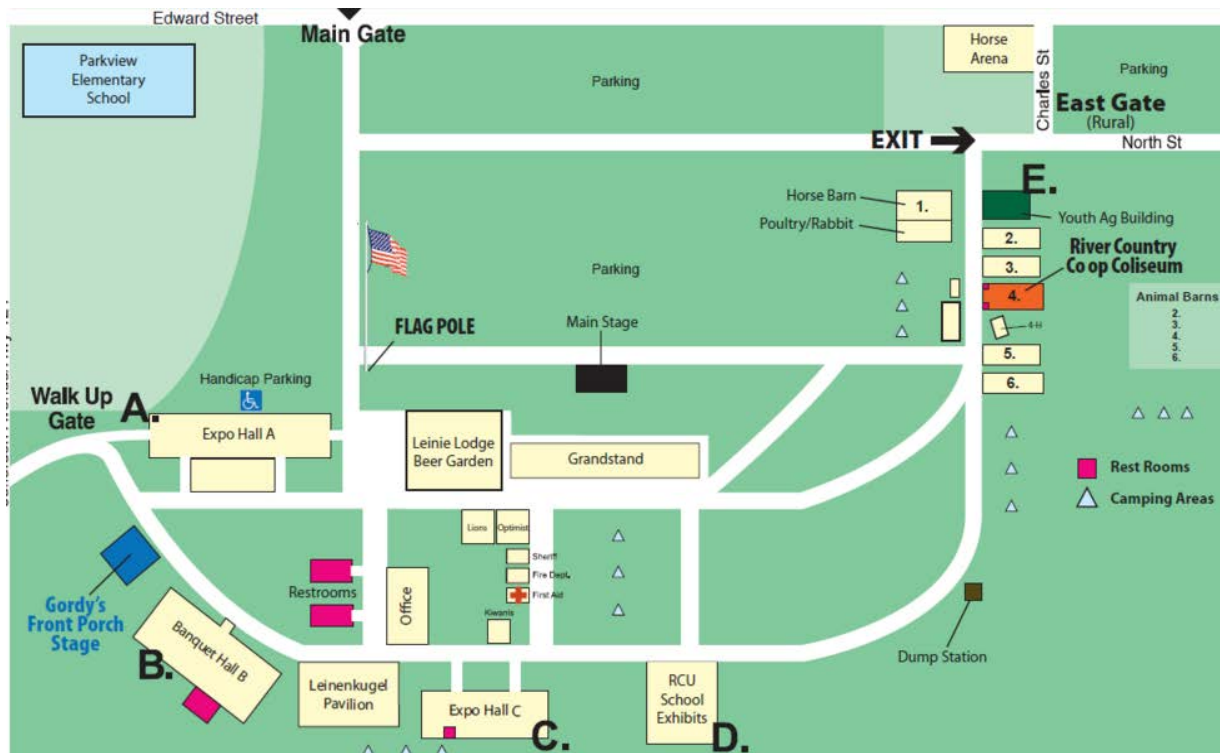 Edward Street
Main Gate
Parkview
Elementary
School
Parking
Horse
Arena
Charles St
Parking
East Gate
(Rural)
EXIT
North St
Horse Barn
1.
Poultry/Rabbit
E.
Youth Ag Building
2.
3.
River Country
Co op Coliseum
4.
4-H
5.
6.
Animal Barns
2.
3.
4.
5.
6.
Parking
FLAG POLE
Main Stage
Handicap Parking
Walk Up
Gate
A.
Expo Hall A
Leinie Lodge
Beer Garden
Grandstand
Rest Rooms
Camping Areas
Lions
Optimist
Sheriff
Fire Dept.
First Aid
Kiwanis
Restrooms
Office
Gordy's
Front Porch
Stage
Banquet Hall B
B.
Leinenkugel
Pavilion
Expo Hall C
C.
RCU
School
Exhibits
D.
Dump Station